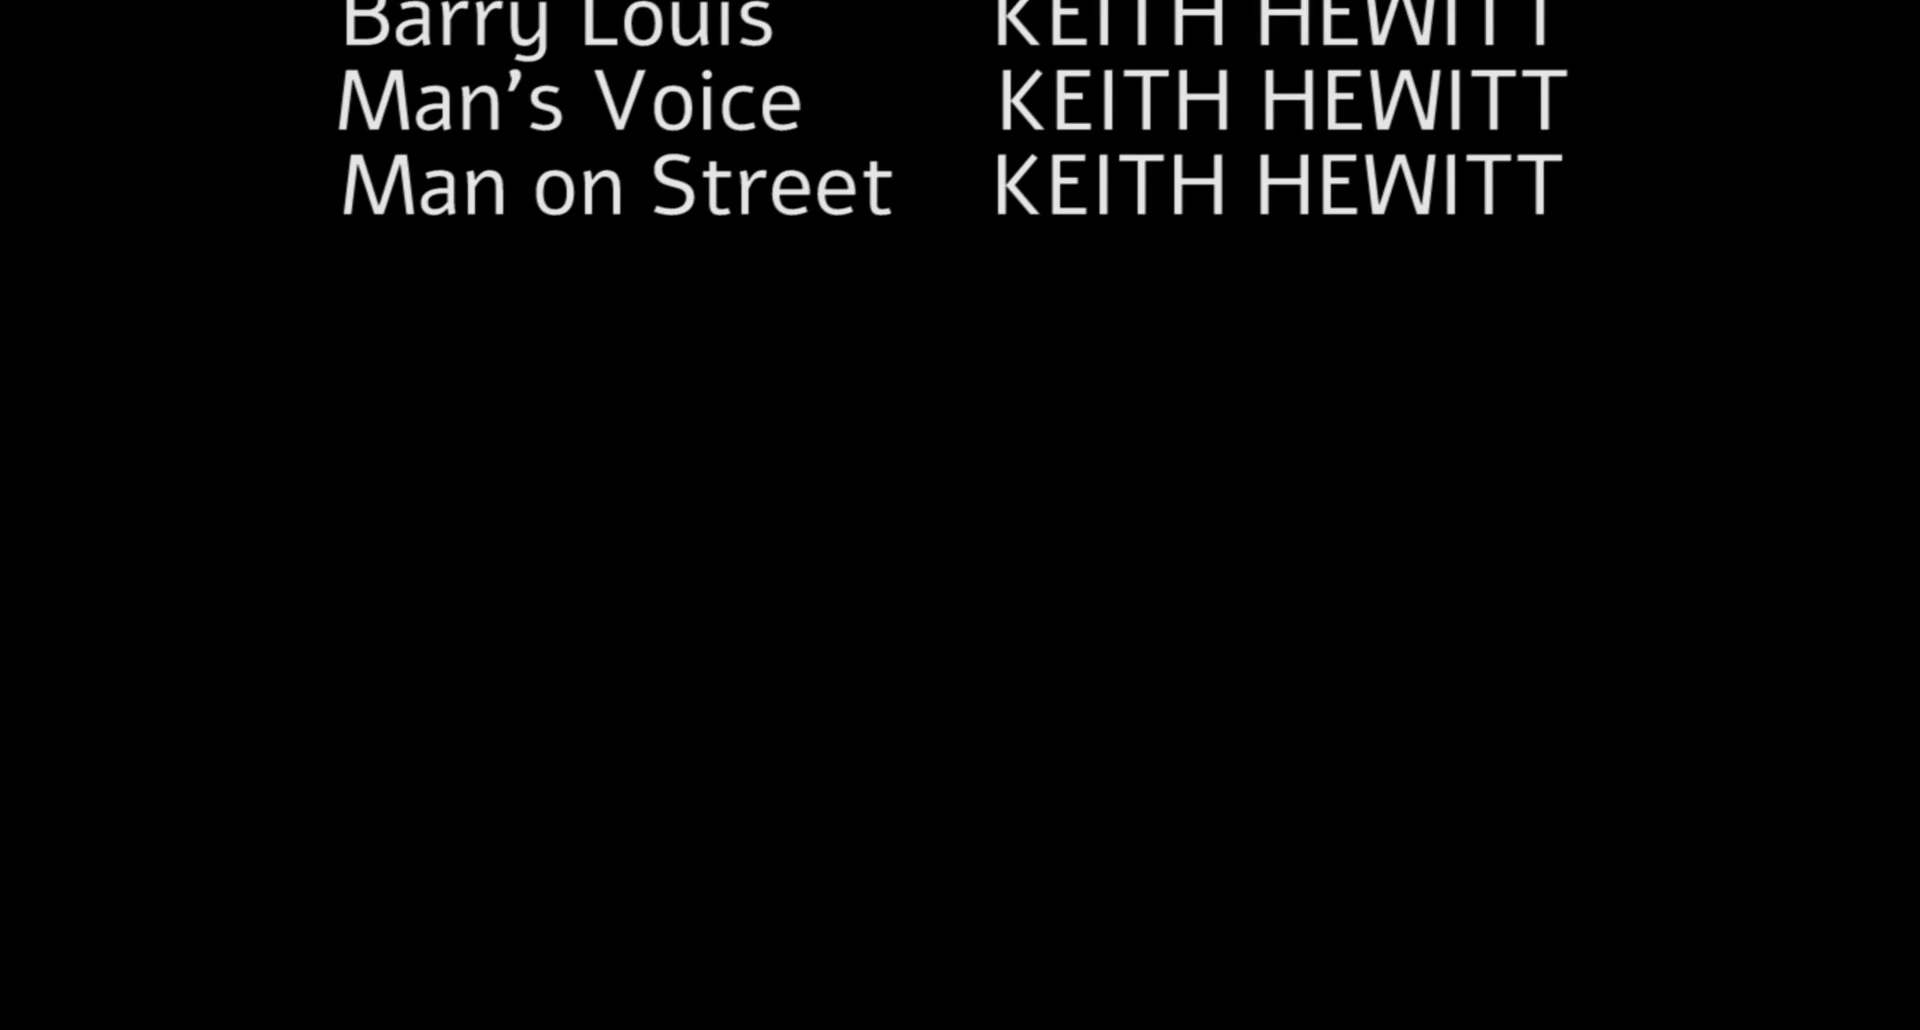 Barry Louis KEITH HEWITT
Man’s Voice KEITH HEWITT
Man on Street KEITH HEWITT